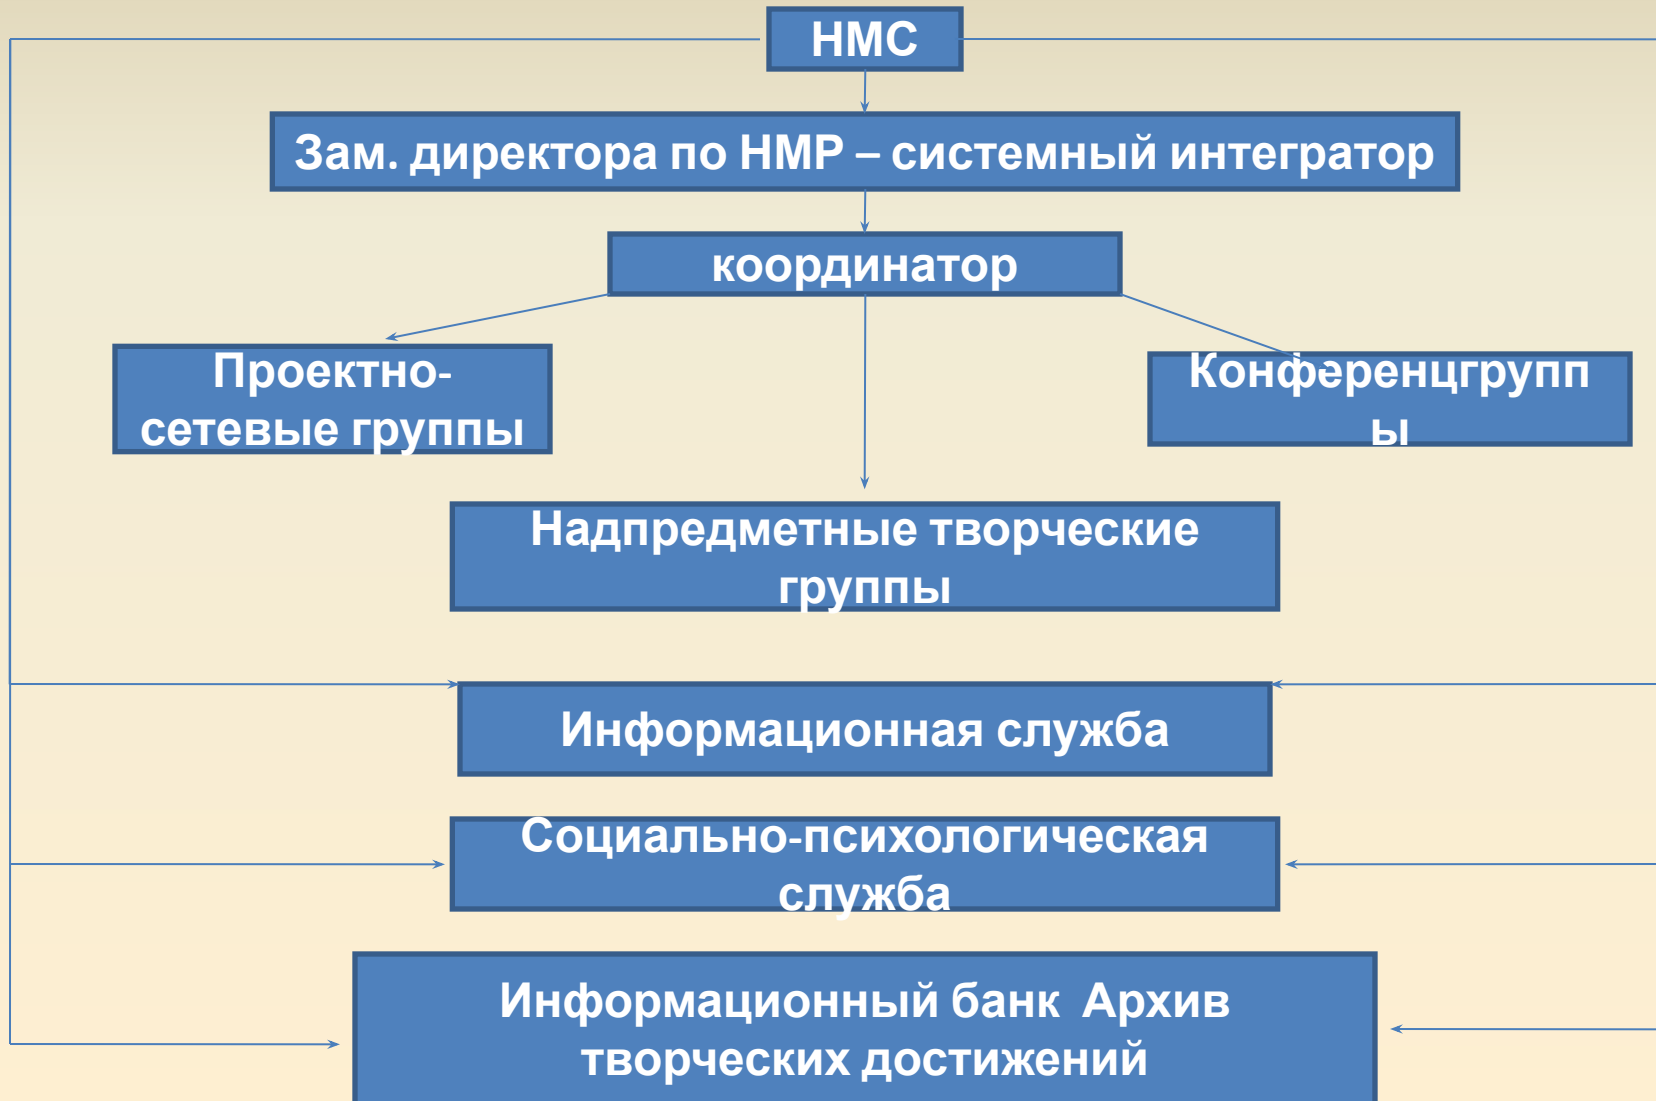 НМС
Зам. директора по НМР – системный интегратор
координатор
Проектно-
сетевые группы
Конференцгрупп
ы
Надпредметные творческие
группы
Информационная служба
Социально-психологическая
служба
Информационный банк  Архив
творческих достижений